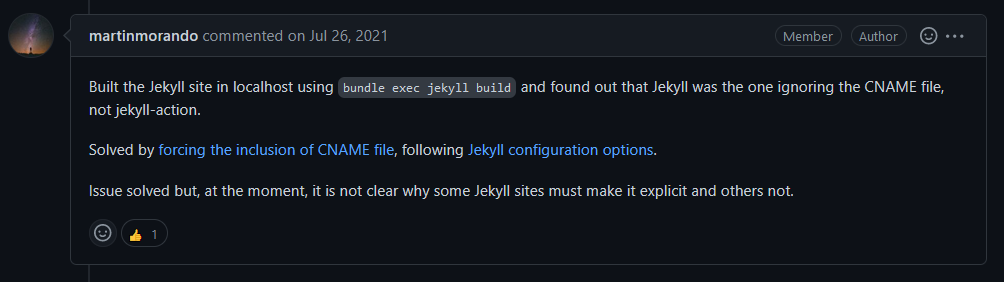 martinmorando commented on Jul 26, 2021
Member
Author
Built the Jekyll site in localhost using bundle exec jekyll build and found out that Jekyll was the one ignoring the CNAME file,
not jekyll-action.
Solved by forcing the inclusion of CNAME file, following Jekyll configuration options.
Issue solved but, at the moment, it is not clear why some Jekyll sites must make it explicit and others not.
👍 1